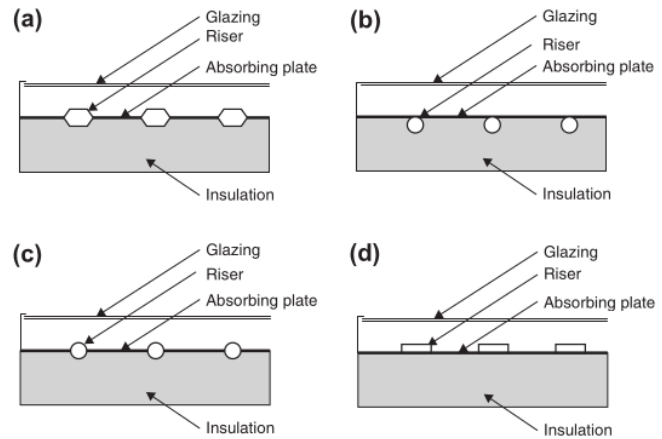 (a)
Glazing
Riser
Absorbing plate
Insulation
(b)
Glazing
Riser
Absorbing plate
Insulation
(c)
Glazing
Riser
Absorbing plate
Insulation
(d)
Glazing
Riser
Absorbing plate
Insulation